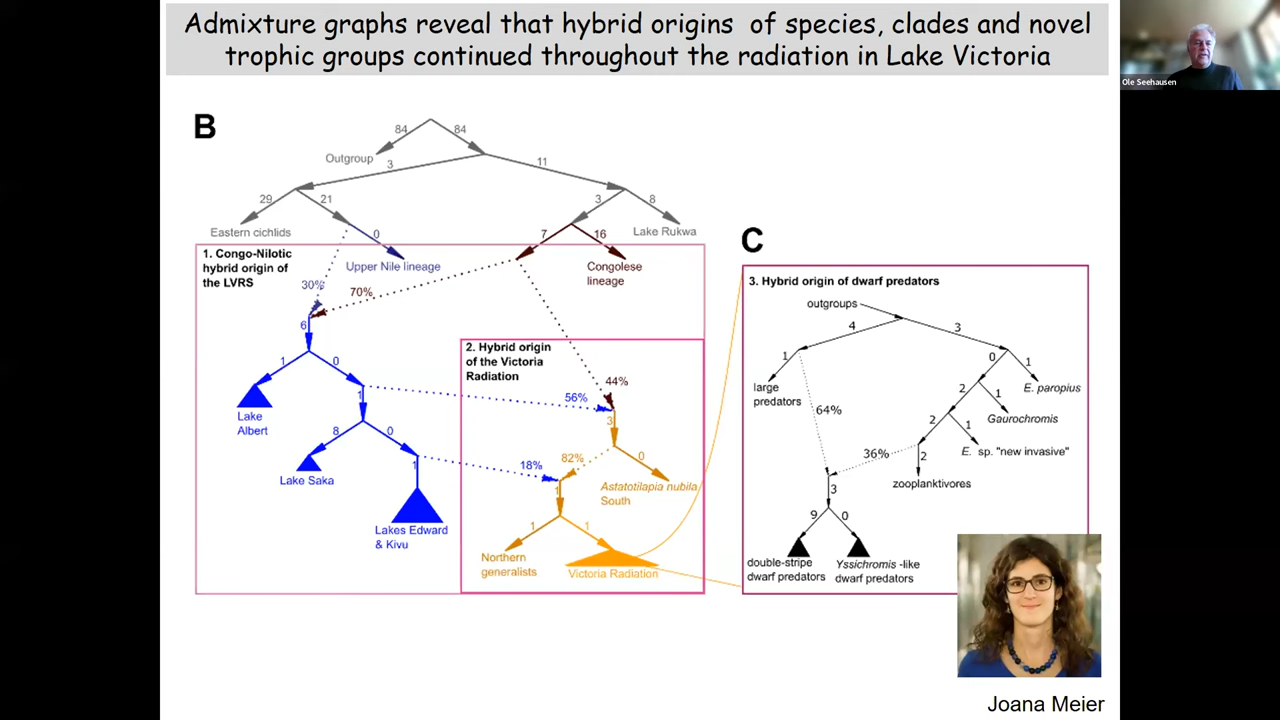 Admixture graphs reveal that hybrid origins of species, clades and novel
trophic groups continued throughout the radiation in Lake Victoria
Ole Seehausen
B
84
84
Outgroup
3
11
29
21
3
8
Eastern cichlids
0
7
16
Lake Rukwa
1. Congo-Nilotic
hybrid origin of
the LVRS
Upper Nile lineage
Congolese
lineage
30%
70%
6
1
0
Lake
Albert
1
8
0
Lake Saka
1
Lakes Edward
& Kivu
2. Hybrid origin
of the Victoria
Radiation
44%
56%
3
82%
0
18%
Astatotilapia nubila
South
1
1
1
Northern
generalists
Victoria Radiation
C
3. Hybrid origin of dwarf predators
outgroups
4
3
1
0
1
large
predators
2
E. paropius
1
64%
Gaurochromis
2
1
36%
2
E. sp. "new invasive"
zooplanktivores
3
9
0
double-stripe
dwarf predators
Yssichromis -like
dwarf predators
Joana Meier